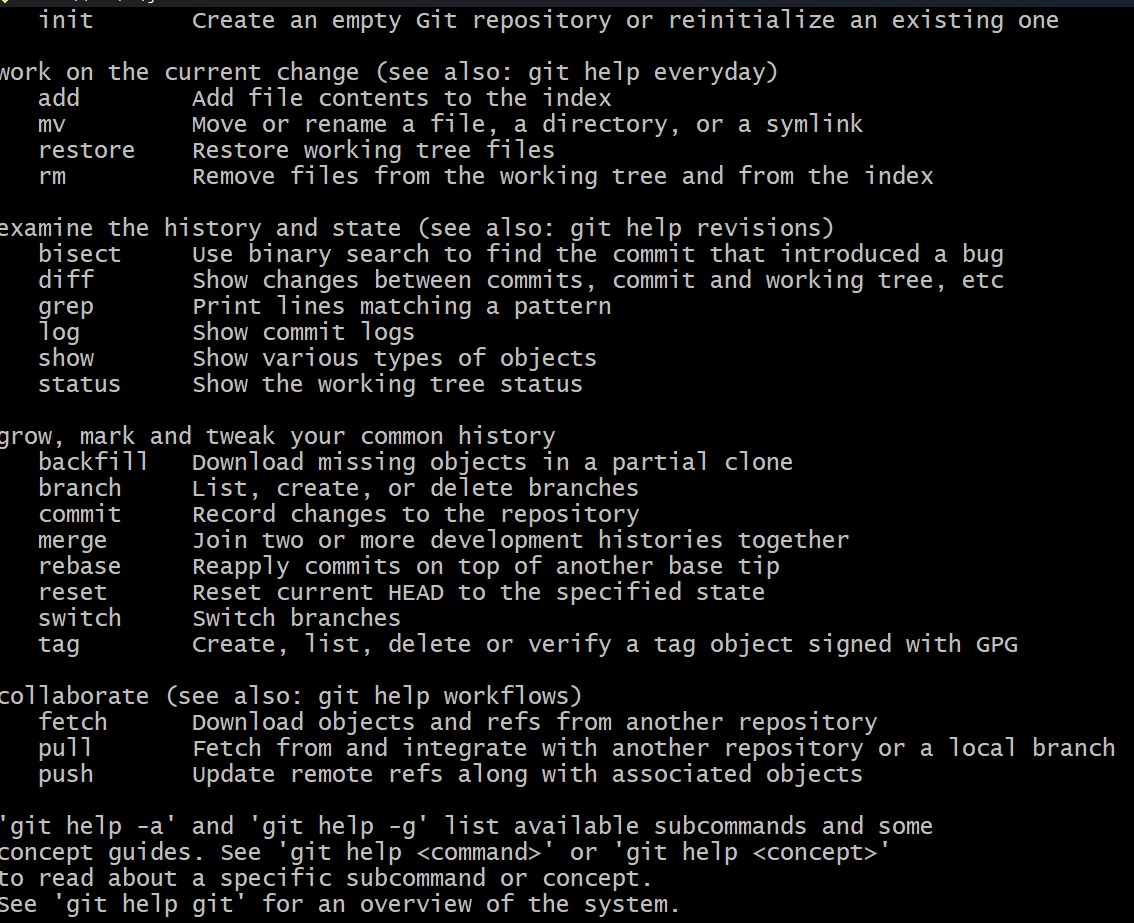 init Create an empty Git repository or reinitialize an existing one
work on the current change (see also: git help everyday)
add Add file contents to the index
mv Move or rename a file, a directory, or a symlink
restore Restore working tree files
rm Remove files from the working tree and from the index
examine the history and state (see also: git help revisions)
bisect Use binary search to find the commit that introduced a bug
diff Show changes between commits, commit and working tree, etc
grep Print lines matching a pattern
log Show commit logs
show Show various types of objects
status Show the working tree status
grow, mark and tweak your common history
backfill Download missing objects in a partial clone
branch List, create, or delete branches
commit Record changes to the repository
merge Join two or more development histories together
rebase Reapply commits on top of another base tip
reset Reset current HEAD to the specified state
switch Switch branches
tag Create, list, delete or verify a tag object signed with GPG
collaborate (see also: git help workflows)
fetch Download objects and refs from another repository
pull Fetch from and integrate with another repository or a local branch
push Update remote refs along with associated objects
'git help -a' and 'git help -g' list available subcommands and some
concept guides. See 'git help <command>' or 'git help <concept>'
to read about a specific subcommand or concept.
See 'git help git' for an overview of the system.